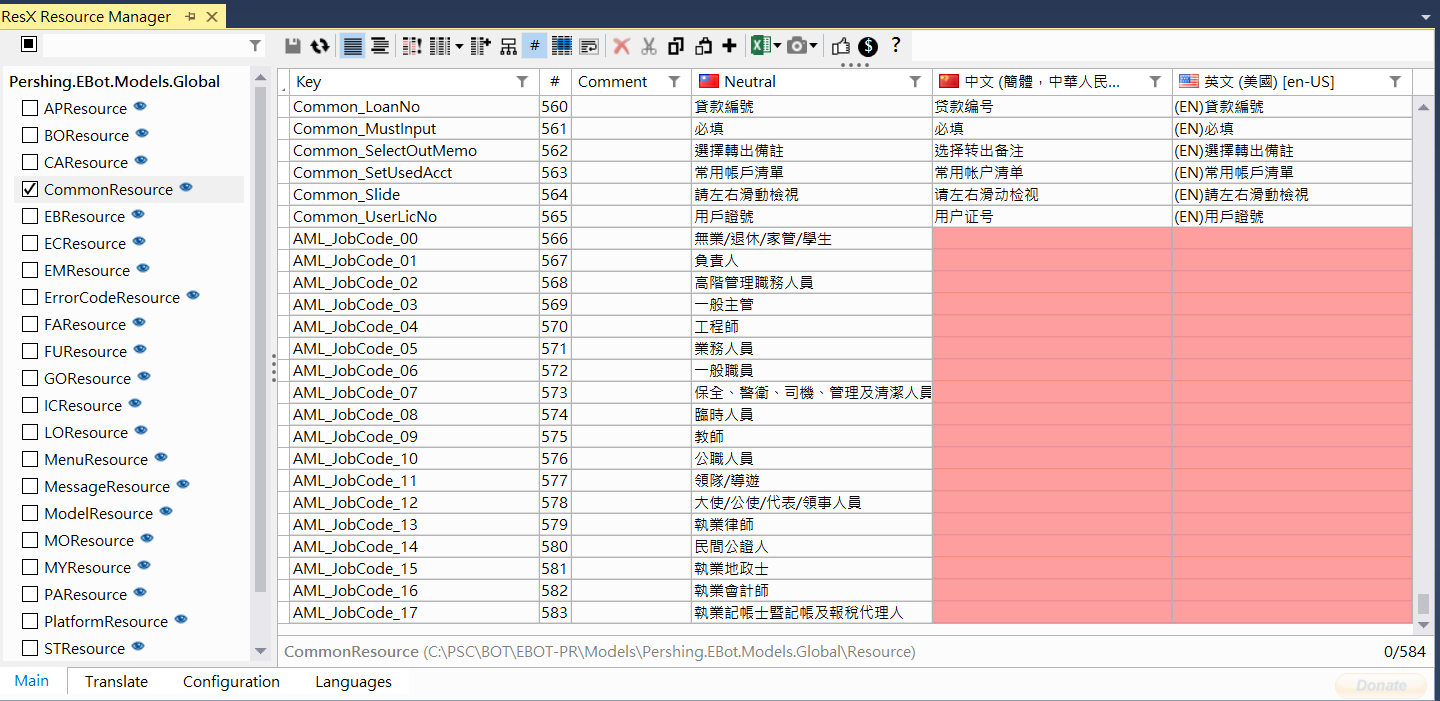 ResX Resource Manager
Pershing.EBot.Models.Global
APResource
BOResource
CAResource
CommonResource
EBResource
ECResource
EMResource
ErrorCodeResource
FAResource
FUResource
GOResource
ICResource
LOResource
MenuResource
MessageResource
ModelResource
MOResource
MYResource
PAResource
PlatformResource
STResource
Key # Comment Neutral 中文 (簡體，中華人民... 英文 (美國) [en-US]
Common_LoanNo 560 貸款編號 贷款编号 (EN)貸款編號
Common_MustInput 561 必填 必填 (EN)必填
Common_SelectOutMemo 562 選擇轉出備註 选择转出备注 (EN)選擇轉出備註
Common_SetUsedAcct 563 常用帳戶清單 常用帐户清单 (EN)常用帳戶清單
Common_Slide 564 請左右滑動檢視 请左右滑动检视 (EN)請左右滑動檢視
Common_UserLicNo 565 用戶證號 用户证号 (EN)用戶證號
AML_JobCode_00 566 無業/退休/家管/學生
AML_JobCode_01 567 負責人
AML_JobCode_02 568 高階管理職務人員
AML_JobCode_03 569 一般主管
AML_JobCode_04 570 工程師
AML_JobCode_05 571 業務人員
AML_JobCode_06 572 一般職員
AML_JobCode_07 573 保全、警衛、司機、管理及清潔人員
AML_JobCode_08 574 臨時人員
AML_JobCode_09 575 教師
AML_JobCode_10 576 公職人員
AML_JobCode_11 577 領隊/導遊
AML_JobCode_12 578 大使/公使/代表/領事人員
AML_JobCode_13 579 執業律師
AML_JobCode_14 580 民間公證人
AML_JobCode_15 581 執業地政士
AML_JobCode_16 582 執業會計師
AML_JobCode_17 583 執業記帳士暨記帳及報稅代理人
CommonResource (C:\PSC\BOT\EBOT-PR\Models\Pershing.EBot.Models.Global\Resource) 0/584
Main Translate Configuration Languages Donate